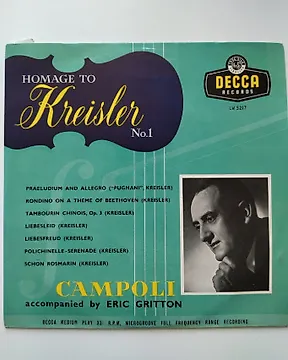 HOMAGE TO
Kreisler
No.1
DECCA
RECORDS
LW 5217
PRAELUDIUM AND ALLEGRO ("PUGNANI", KREISLER)
RONDINO ON A THEME OF BEETHOVEN (KREISLER)
TAMBOURIN CHINOIS, Op. 3 (KREISLER)
LIEBESLEID (KREISLER)
LIEBESFREUD (KREISLER)
POLICHINELLE-SERENADE (KREISLER)
SCHON ROSMARIN (KREISLER)
CAMPOLI
accompanied by ERIC GRITTON
DECCA MEDIUM PLAY 33⅓ R.P.M. MICROGROOVE FULL FREQUENCY RANGE RECORDING